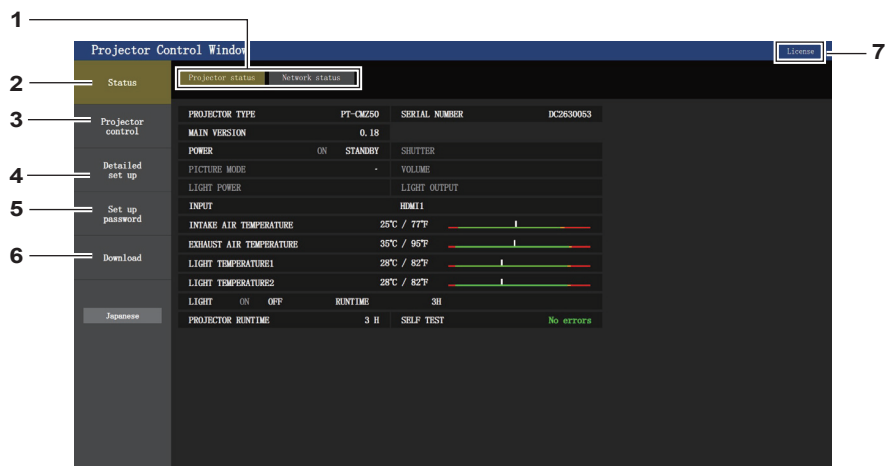 1
Projector Control Window
License
7
2
Status
Projector status
Network status
3
Projector
control
PROJECTOR TYPE PT-CMZ50 SERIAL NUMBER DC2630053
MAIN VERSION 0.18
POWER ON STANDBY SHUTTER
PICTURE MODE - VOLUME
LIGHT POWER LIGHT OUTPUT
INPUT HDMI1
INTAKE AIR TEMPERATURE 25℃ / 77℉
EXHAUST AIR TEMPERATURE 35℃ / 95℉
LIGHT TEMPERATURE1 28℃ / 82℉
LIGHT TEMPERATURE2 28℃ / 82℉
LIGHT ON OFF RUNTIME 3H
PROJECTOR RUNTIME 3 H SELF TEST No errors
4
Detailed
set up
5
Set up
password
6
Download
Japanese